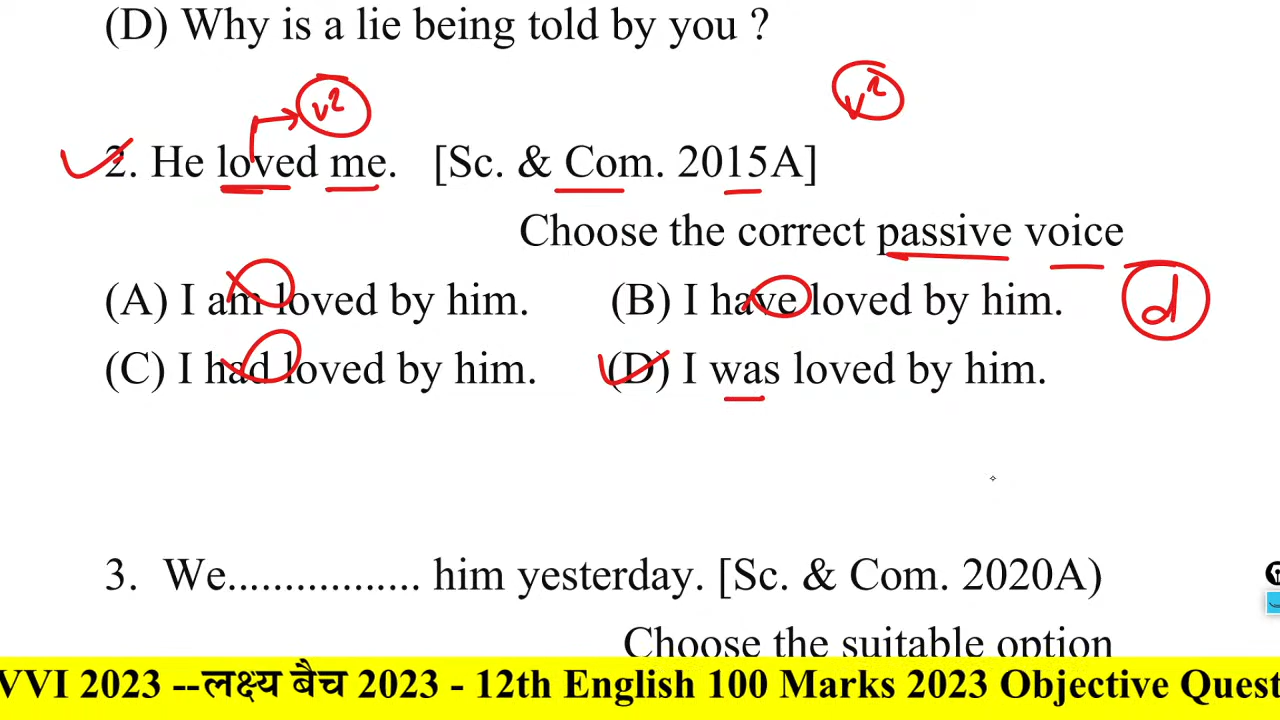 (D) Why is a lie being told by you ?
v²
v²
2. He loved me. [Sc. & Com. 2015A]
Choose the correct passive voice
(A) I am loved by him. (B) I have loved by him.
d
(C) I had loved by him. (D) I was loved by him.
3. We................. him yesterday. [Sc. & Com. 2020A)
Choose the suitable option
VVI 2023 --लक्ष्य बैच 2023 - 12th English 100 Marks 2023 Objective Quest